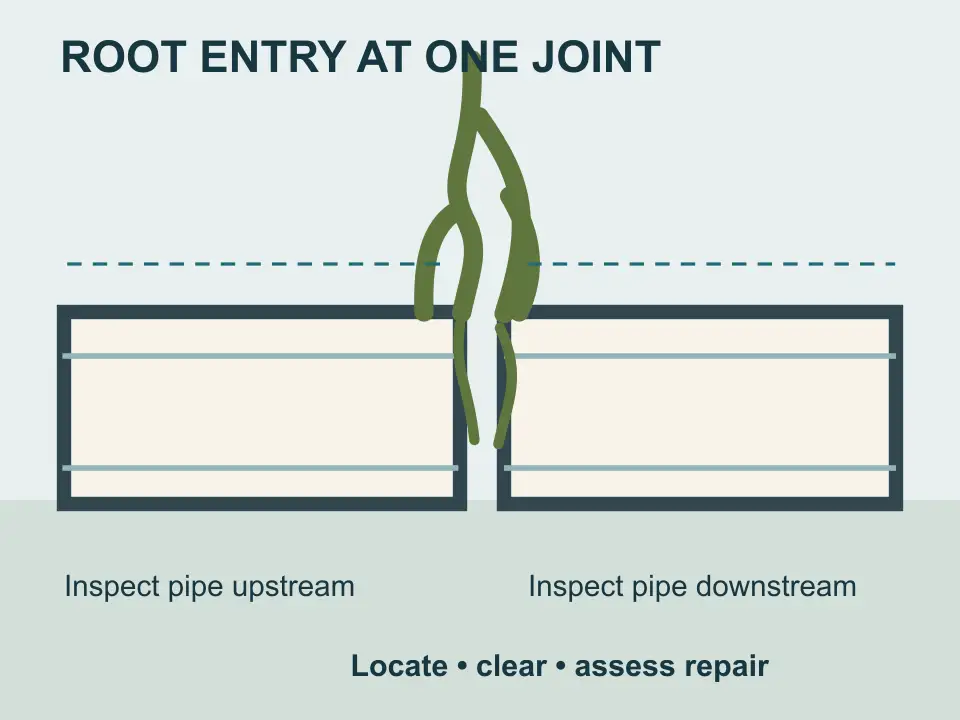 ROOT ENTRY AT ONE JOINT
Inspect pipe upstream
Inspect pipe downstream
Locate • clear • assess repair